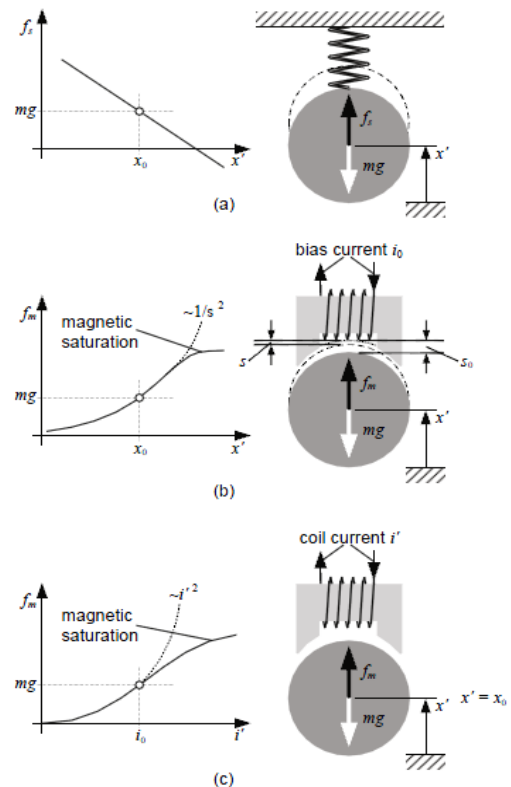 fₛ
mg
x₀
x'
fₛ
mg
x'
(a)
bias current i₀
fₘ
~1/s ²
magnetic
saturation
mg
x₀
x'
s
s₀
fₘ
mg
x'
(b)
coil current i'
fₘ
~i' ²
magnetic
saturation
mg
i₀
i'
fₘ
mg
x'
x' = x₀
(c)